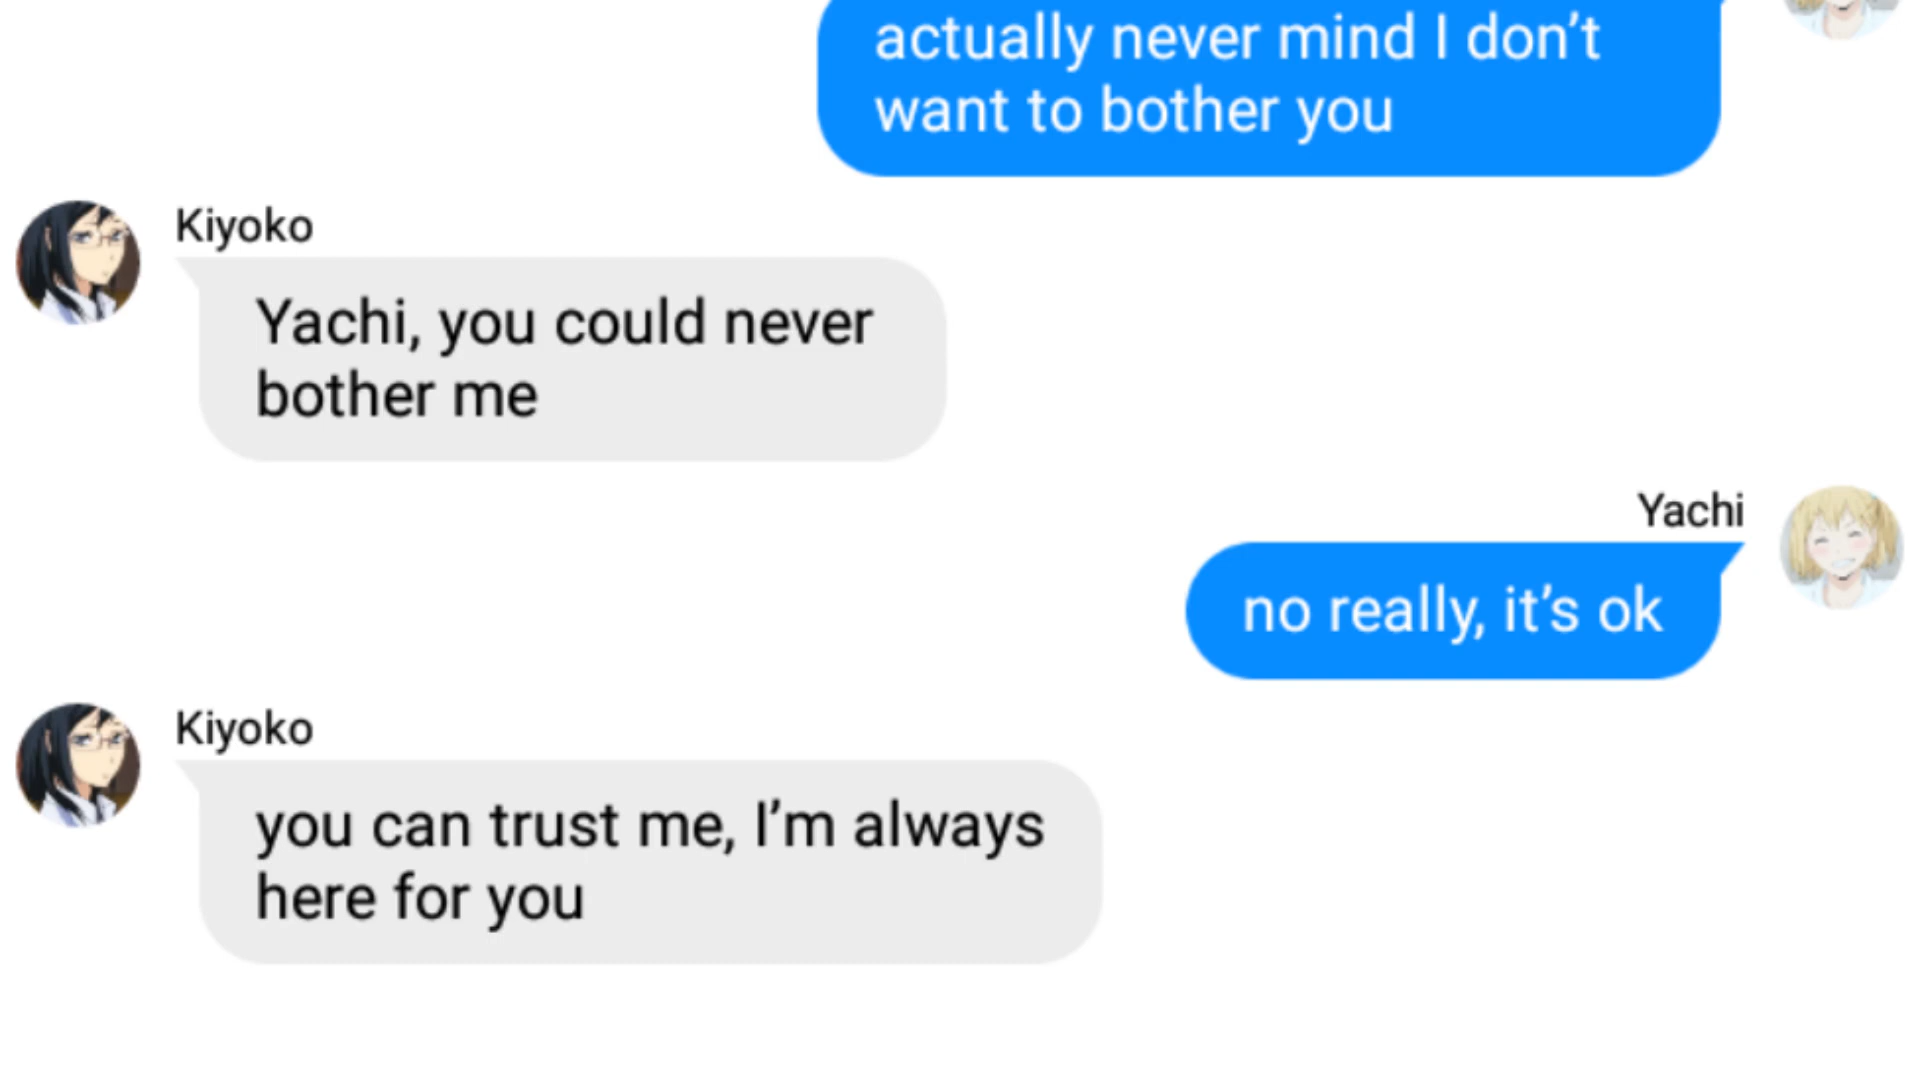 actually never mind I don’t
want to bother you
Kiyoko
Yachi, you could never
bother me
Yachi
no really, it’s ok
Kiyoko
you can trust me, I’m always
here for you